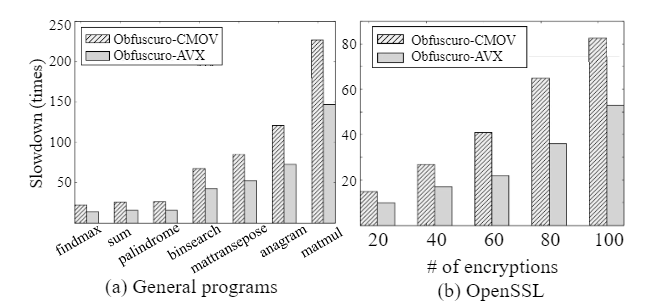 250
200
150
100
50
Slowdown (times)
Obfuscuro-CMOV
Obfuscuro-AVX
findmax
sum
palindrome
binsearch
mattransepose
anagram
matmul
(a) General programs
80
60
40
20
Obfuscuro-CMOV
Obfuscuro-AVX
20 40 60 80 100
# of encryptions
(b) OpenSSL